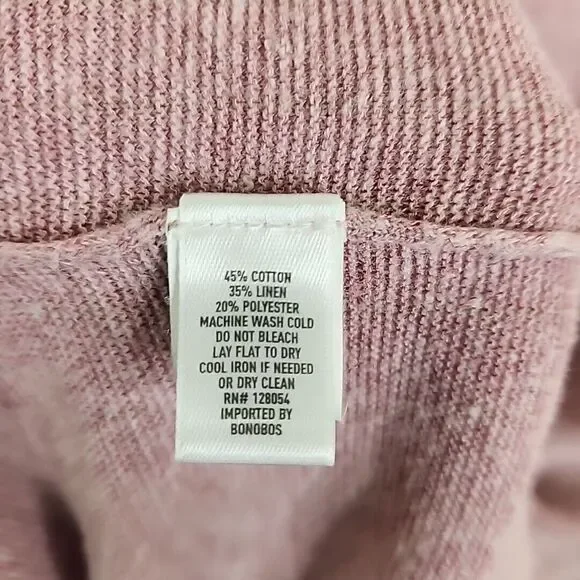 45% COTTON
35% LINEN
20% POLYESTER
MACHINE WASH COLD
DO NOT BLEACH
LAY FLAT TO DRY
COOL IRON IF NEEDED
OR DRY CLEAN
RN# 128054
IMPORTED BY
BONOBOS